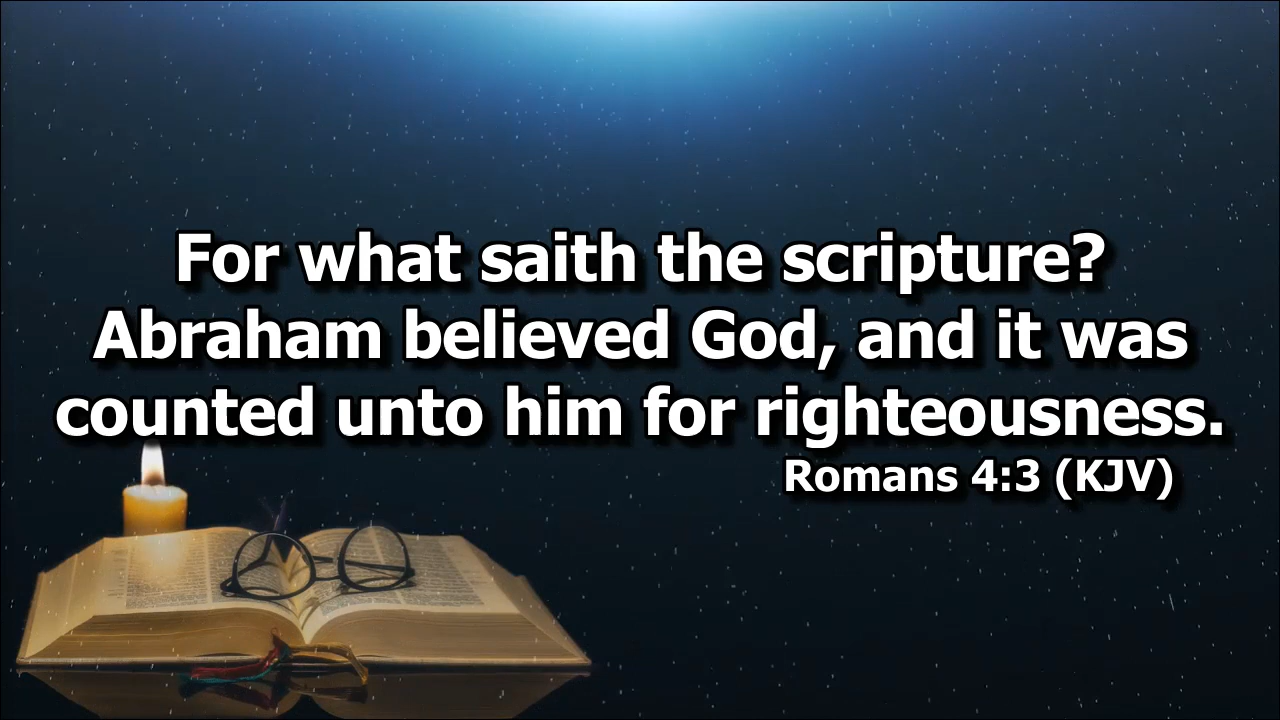 For what saith the scripture?
Abraham believed God, and it was
counted unto him for righteousness.
Romans 4:3 (KJV)